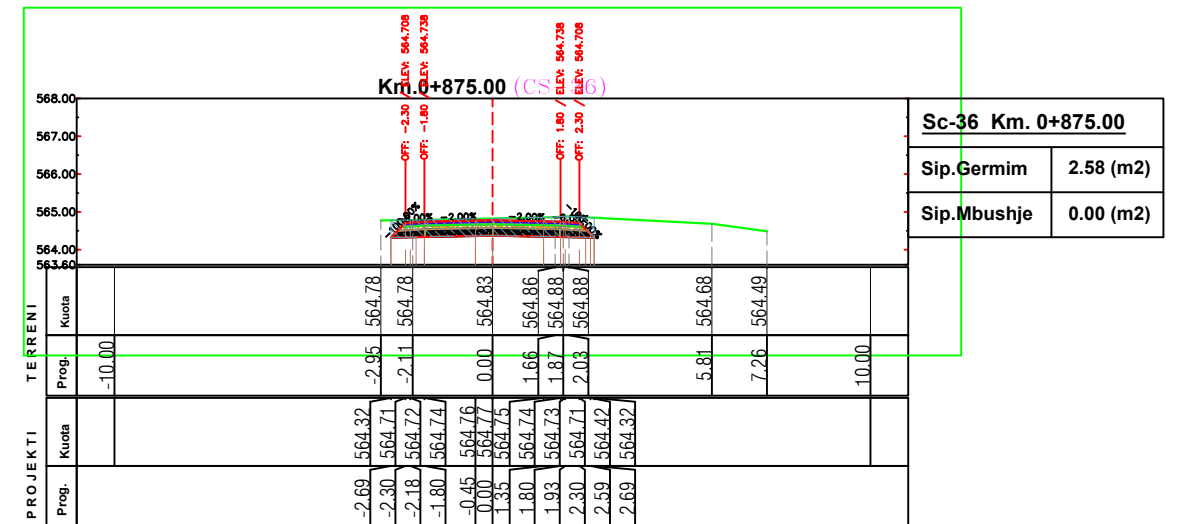 OFF: -2.30 / ELEV: 564.708
OFF: -1.80 / ELEV: 564.738
OFF: 1.80 / ELEV: 564.738
OFF: 2.30 / ELEV: 564.708
Km.0+875.00
568.00
567.00
566.00
565.00
564.00
563.60
-2.00% -2.00%
Sc-36 Km. 0+875.00
Sip.Germim 2.58 (m2)
Sip.Mbushje 0.00 (m2)
TERRENI
Kuota 564.78 564.78 564.83 564.86 564.88 564.88 564.68 564.49
Prog. -10.00 -2.95 -2.11 0.00 1.66 1.87 2.03 5.81 7.26 10.00
PROJEKTI
Kuota 564.32 564.71 564.72 564.74 564.76 564.77 564.75 564.74 564.73 564.71 564.42 564.32
Prog. -2.69 -2.30 -2.18 -1.80 -0.45 0.00 1.35 1.80 1.93 2.30 2.59 2.69